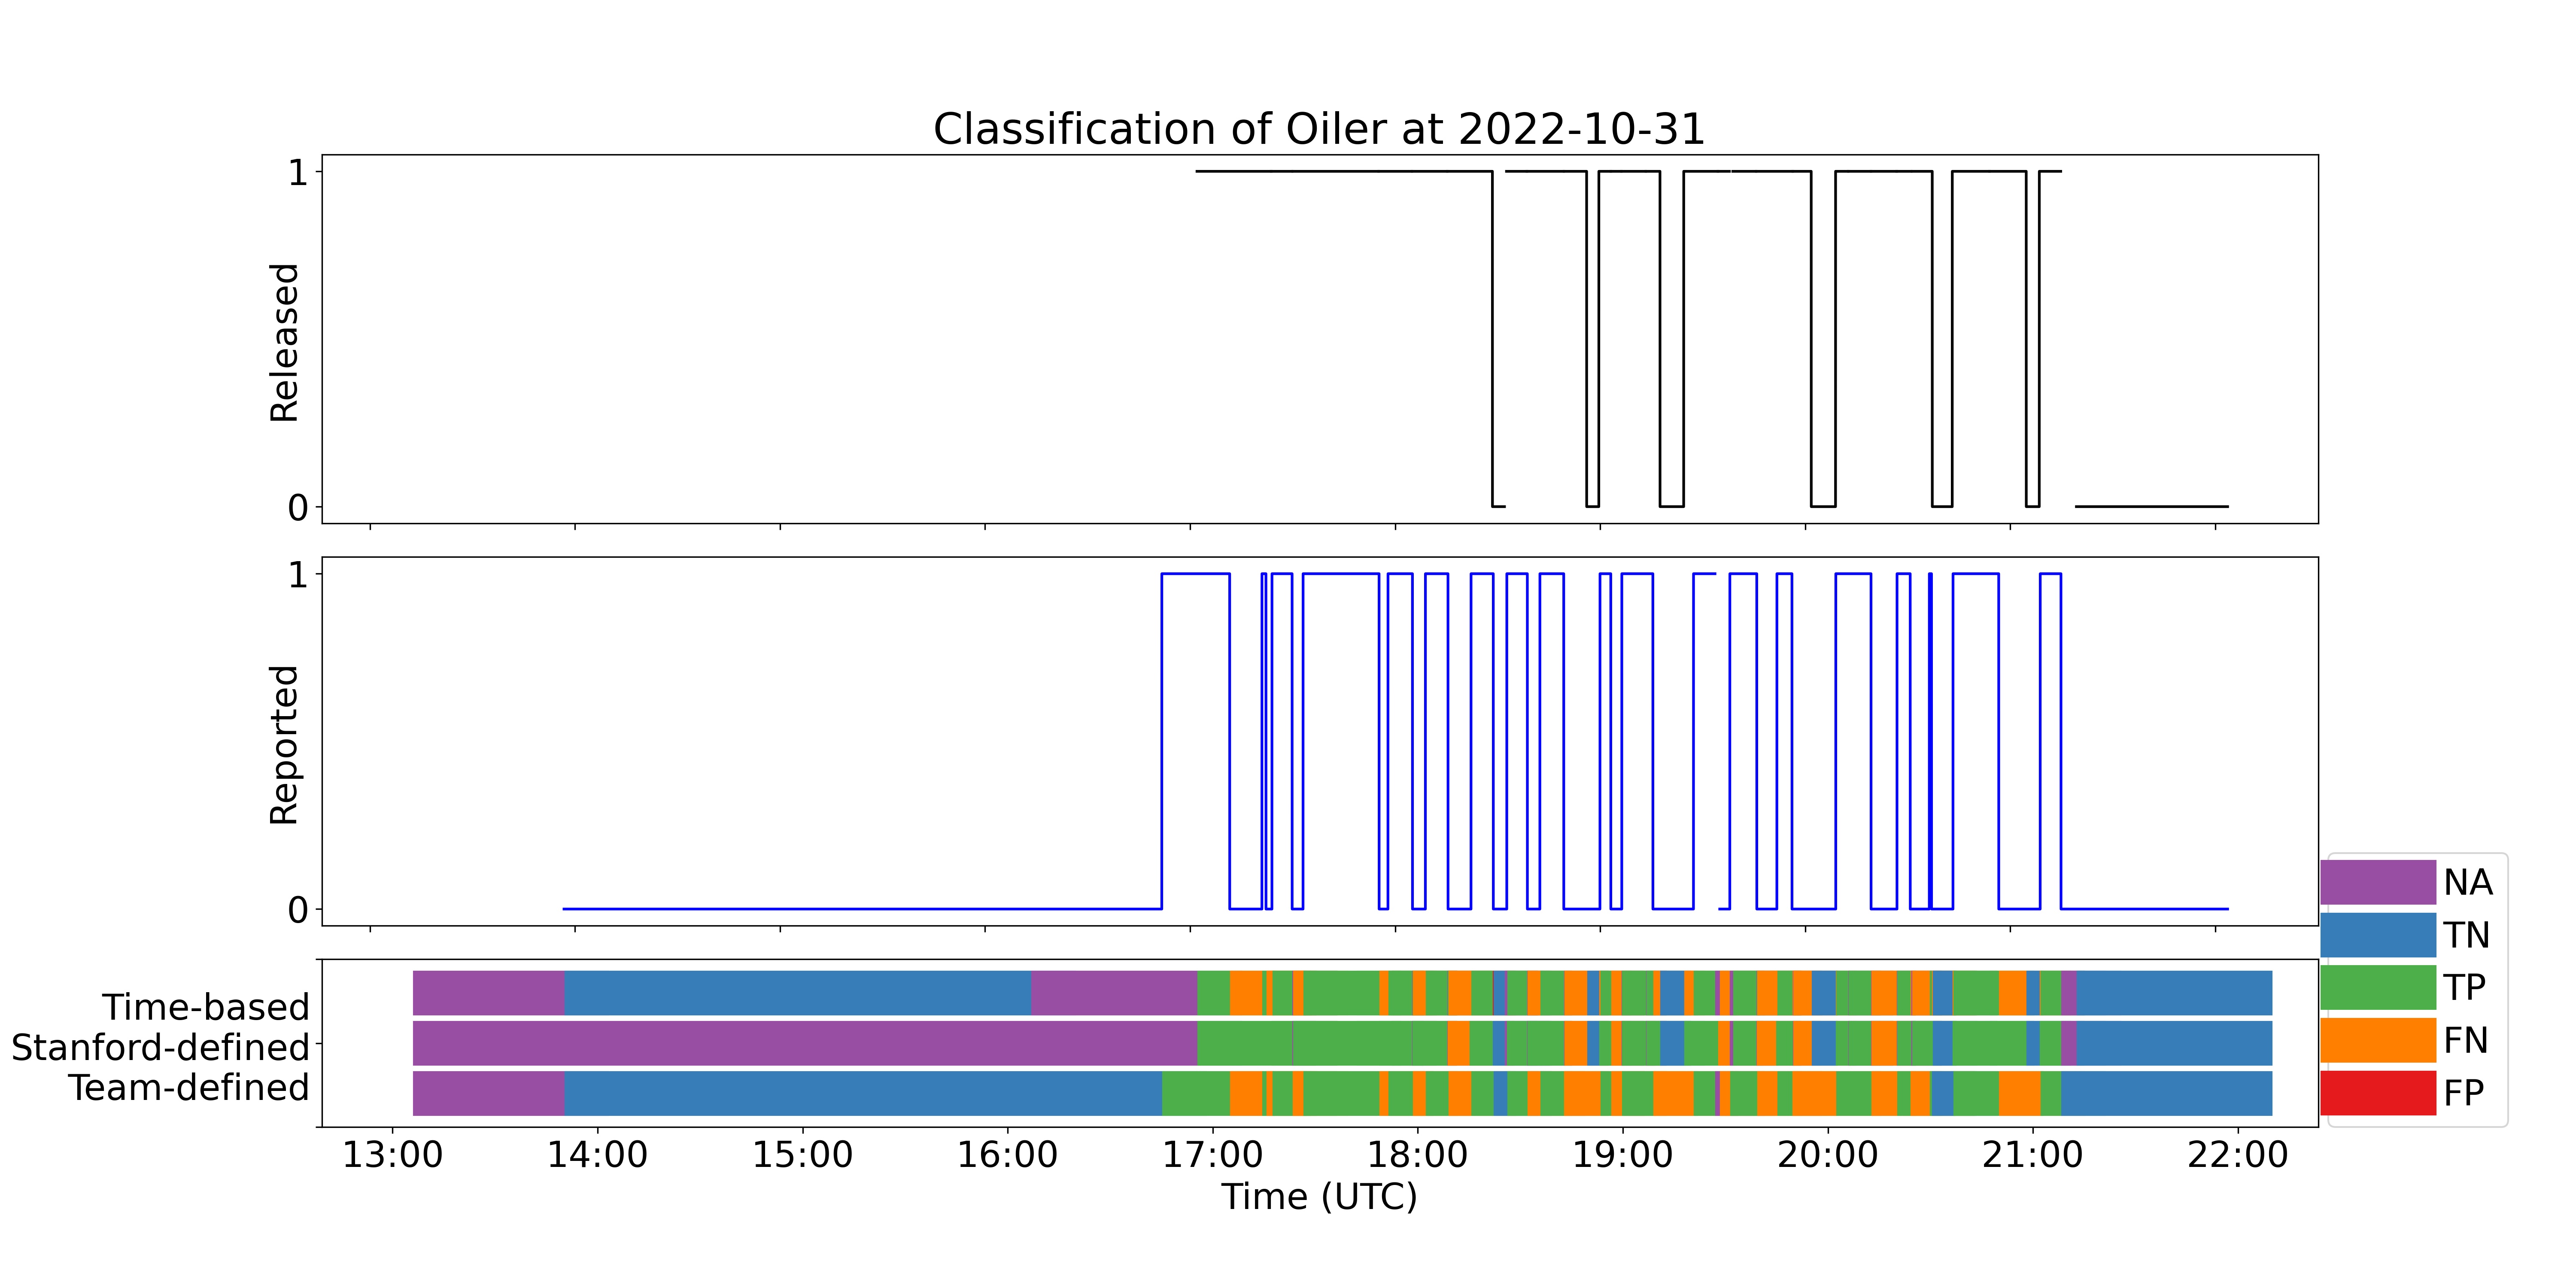 Classification of Oiler at 2022-10-31
1
Released
0
1
Reported
0
NA
TN
TP
FN
FP
Time-based
Stanford-defined
Team-defined
13:00 14:00 15:00 16:00 17:00 18:00 19:00 20:00 21:00 22:00
Time (UTC)